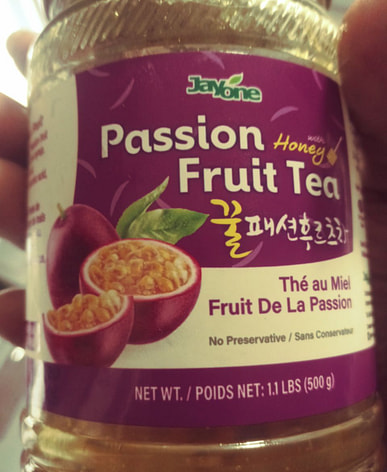 Jayone
Passion with Honey
Fruit Tea
꿀패션후르츠차
Thé au Miel
Fruit De La Passion
No Preservative / Sans Conservateur
NET WT. / POIDS NET: 1.1 LBS (500 g)